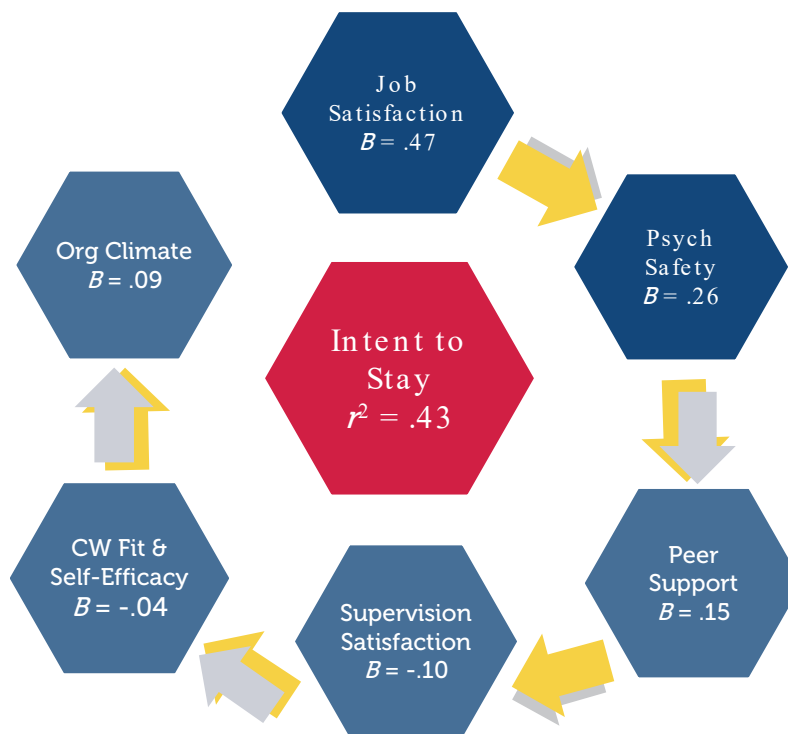 Job
Satisfaction
B = .47
Psych
Safety
B = .26
Peer
Support
B = .15
Supervision
Satisfaction
B = -.10
CW Fit &
Self-Efficacy
B = -.04
Org Climate
B = .09
Intent to
Stay
r² = .43